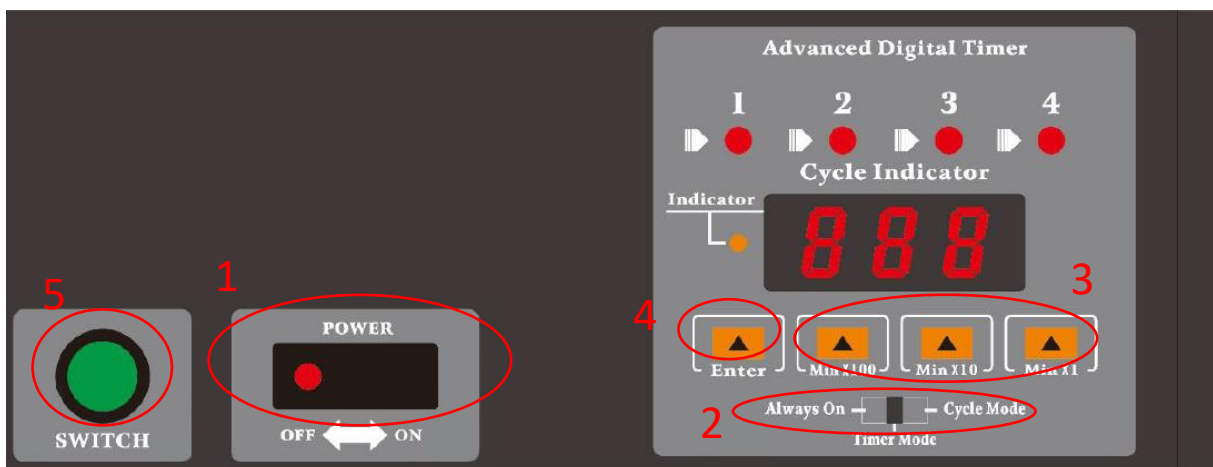 Advanced Digital Timer
1 2 3 4
Cycle Indicator
Indicator
888
5
1
4
3
POWER
Enter
Min X100
Min X10
Min X1
SWITCH
OFF ON
2
Always On
Cycle Mode
Timer Mode